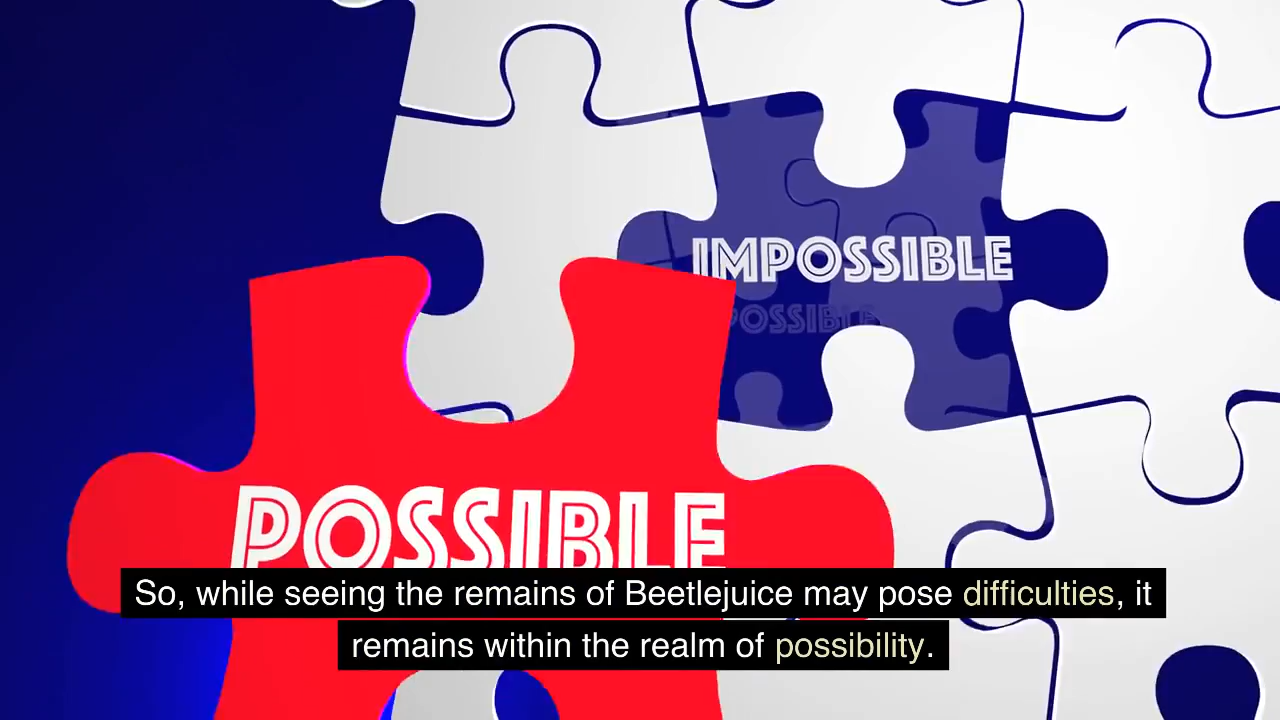 IMPOSSIBLE
POSSIBLE
POSSIBLE
So, while seeing the remains of Beetlejuice may pose difficulties, it
remains within the realm of possibility.